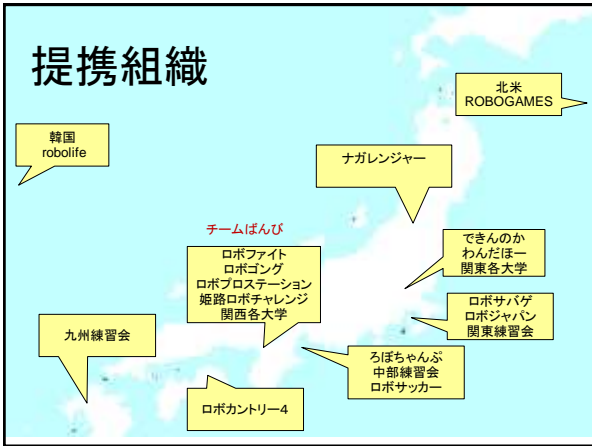 提携組織
北米
ROBOGAMES
韓国
robolife
ナガレンジャー
チームばんび
ロボファイト
ロボゴング
ロボプロステーション
姫路ロボチャレンジ
関西各大学
できんのか
わんだほー
関東各大学
ロボサバゲ
ロボジャパン
関東練習会
九州練習会
ろぼちゃんぷ
中部練習会
ロボサッカー
ロボカントリー4